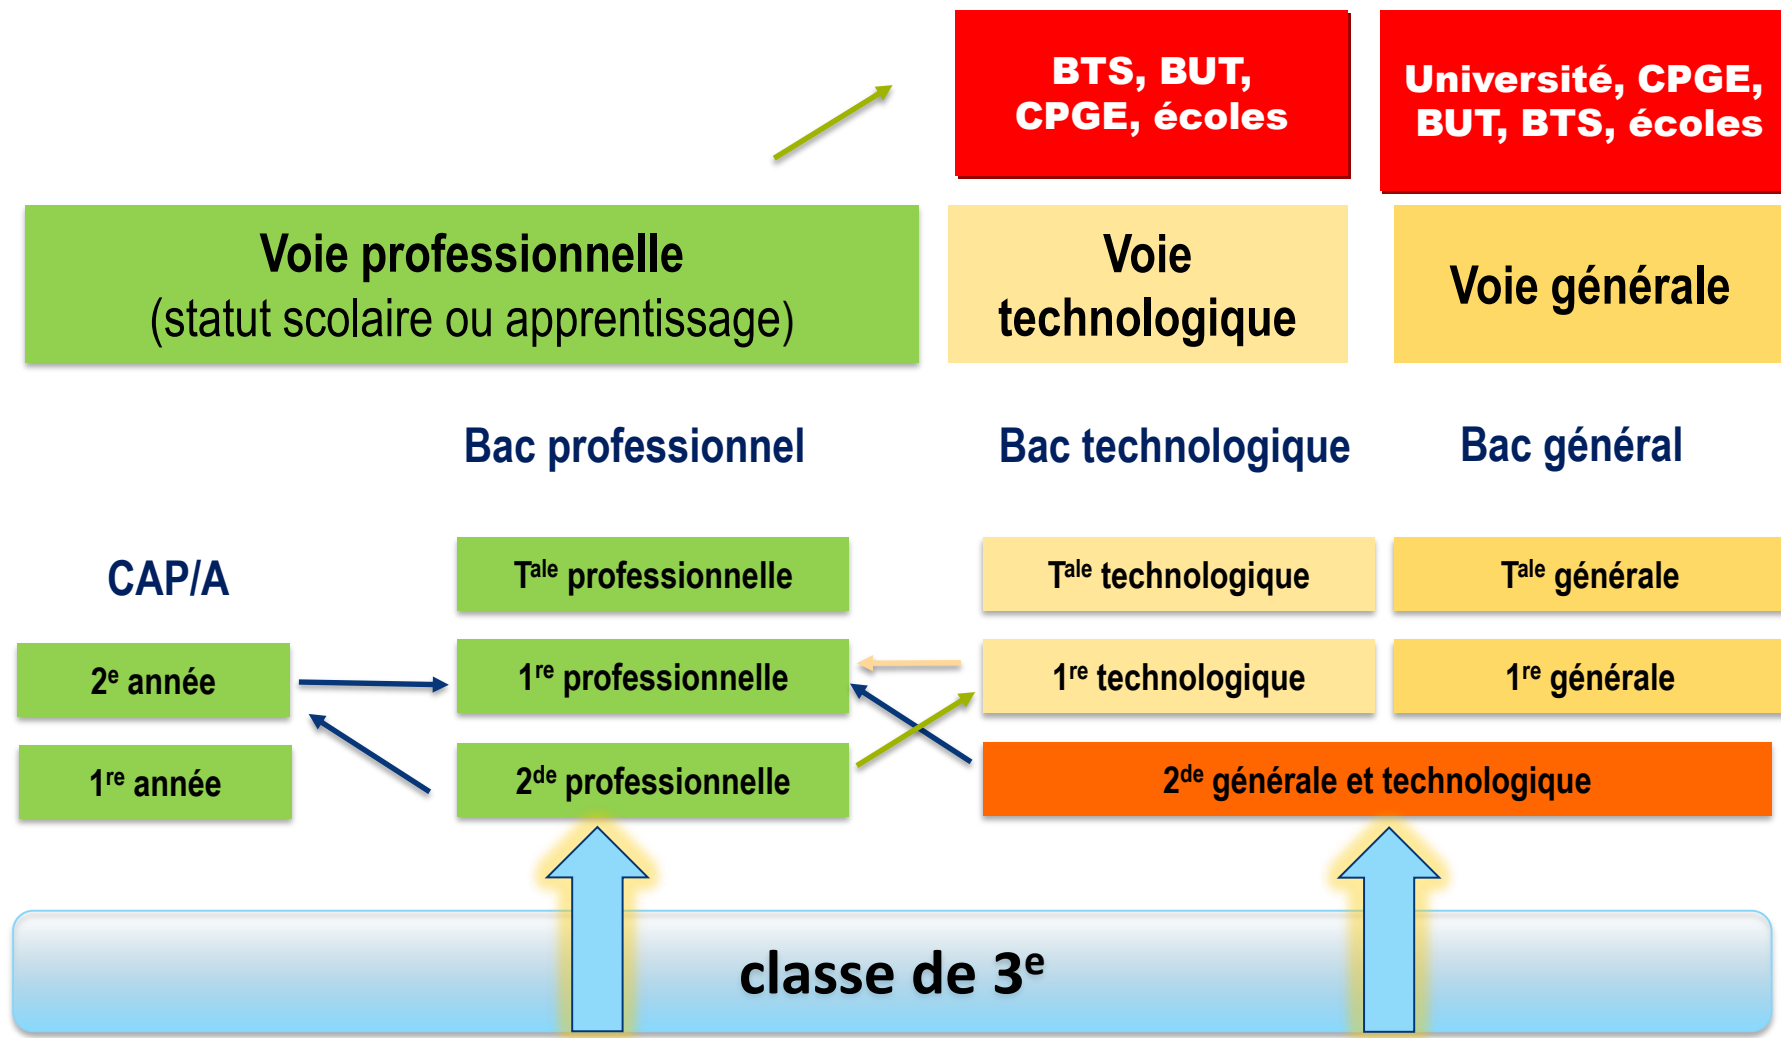 BTS, BUT,
CPGE, écoles
Université, CPGE,
BUT, BTS, écoles
Voie professionnelle
(statut scolaire ou apprentissage)
Voie
technologique
Voie générale
Bac professionnel
Bac technologique
Bac général
CAP/A
Tale professionnelle
Tale technologique
Tale générale
2e année
1re professionnelle
1re technologique
1re générale
1re année
2de professionnelle
2de générale et technologique
classe de 3e